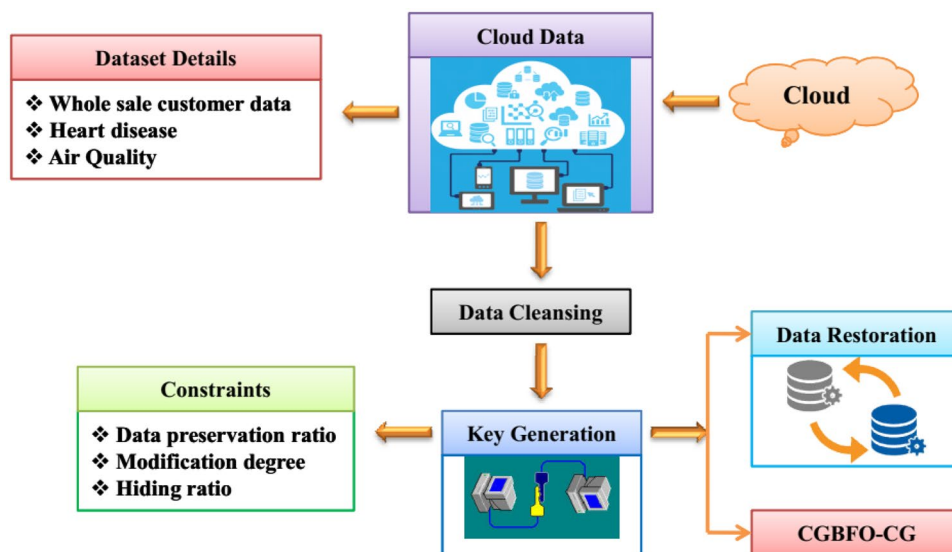 Dataset Details
❖ Whole sale customer data
❖ Heart disease
❖ Air Quality
Cloud Data
Cloud
Data Cleansing
Constraints
❖ Data preservation ratio
❖ Modification degree
❖ Hiding ratio
Key Generation
Data Restoration
CGBFO-CG